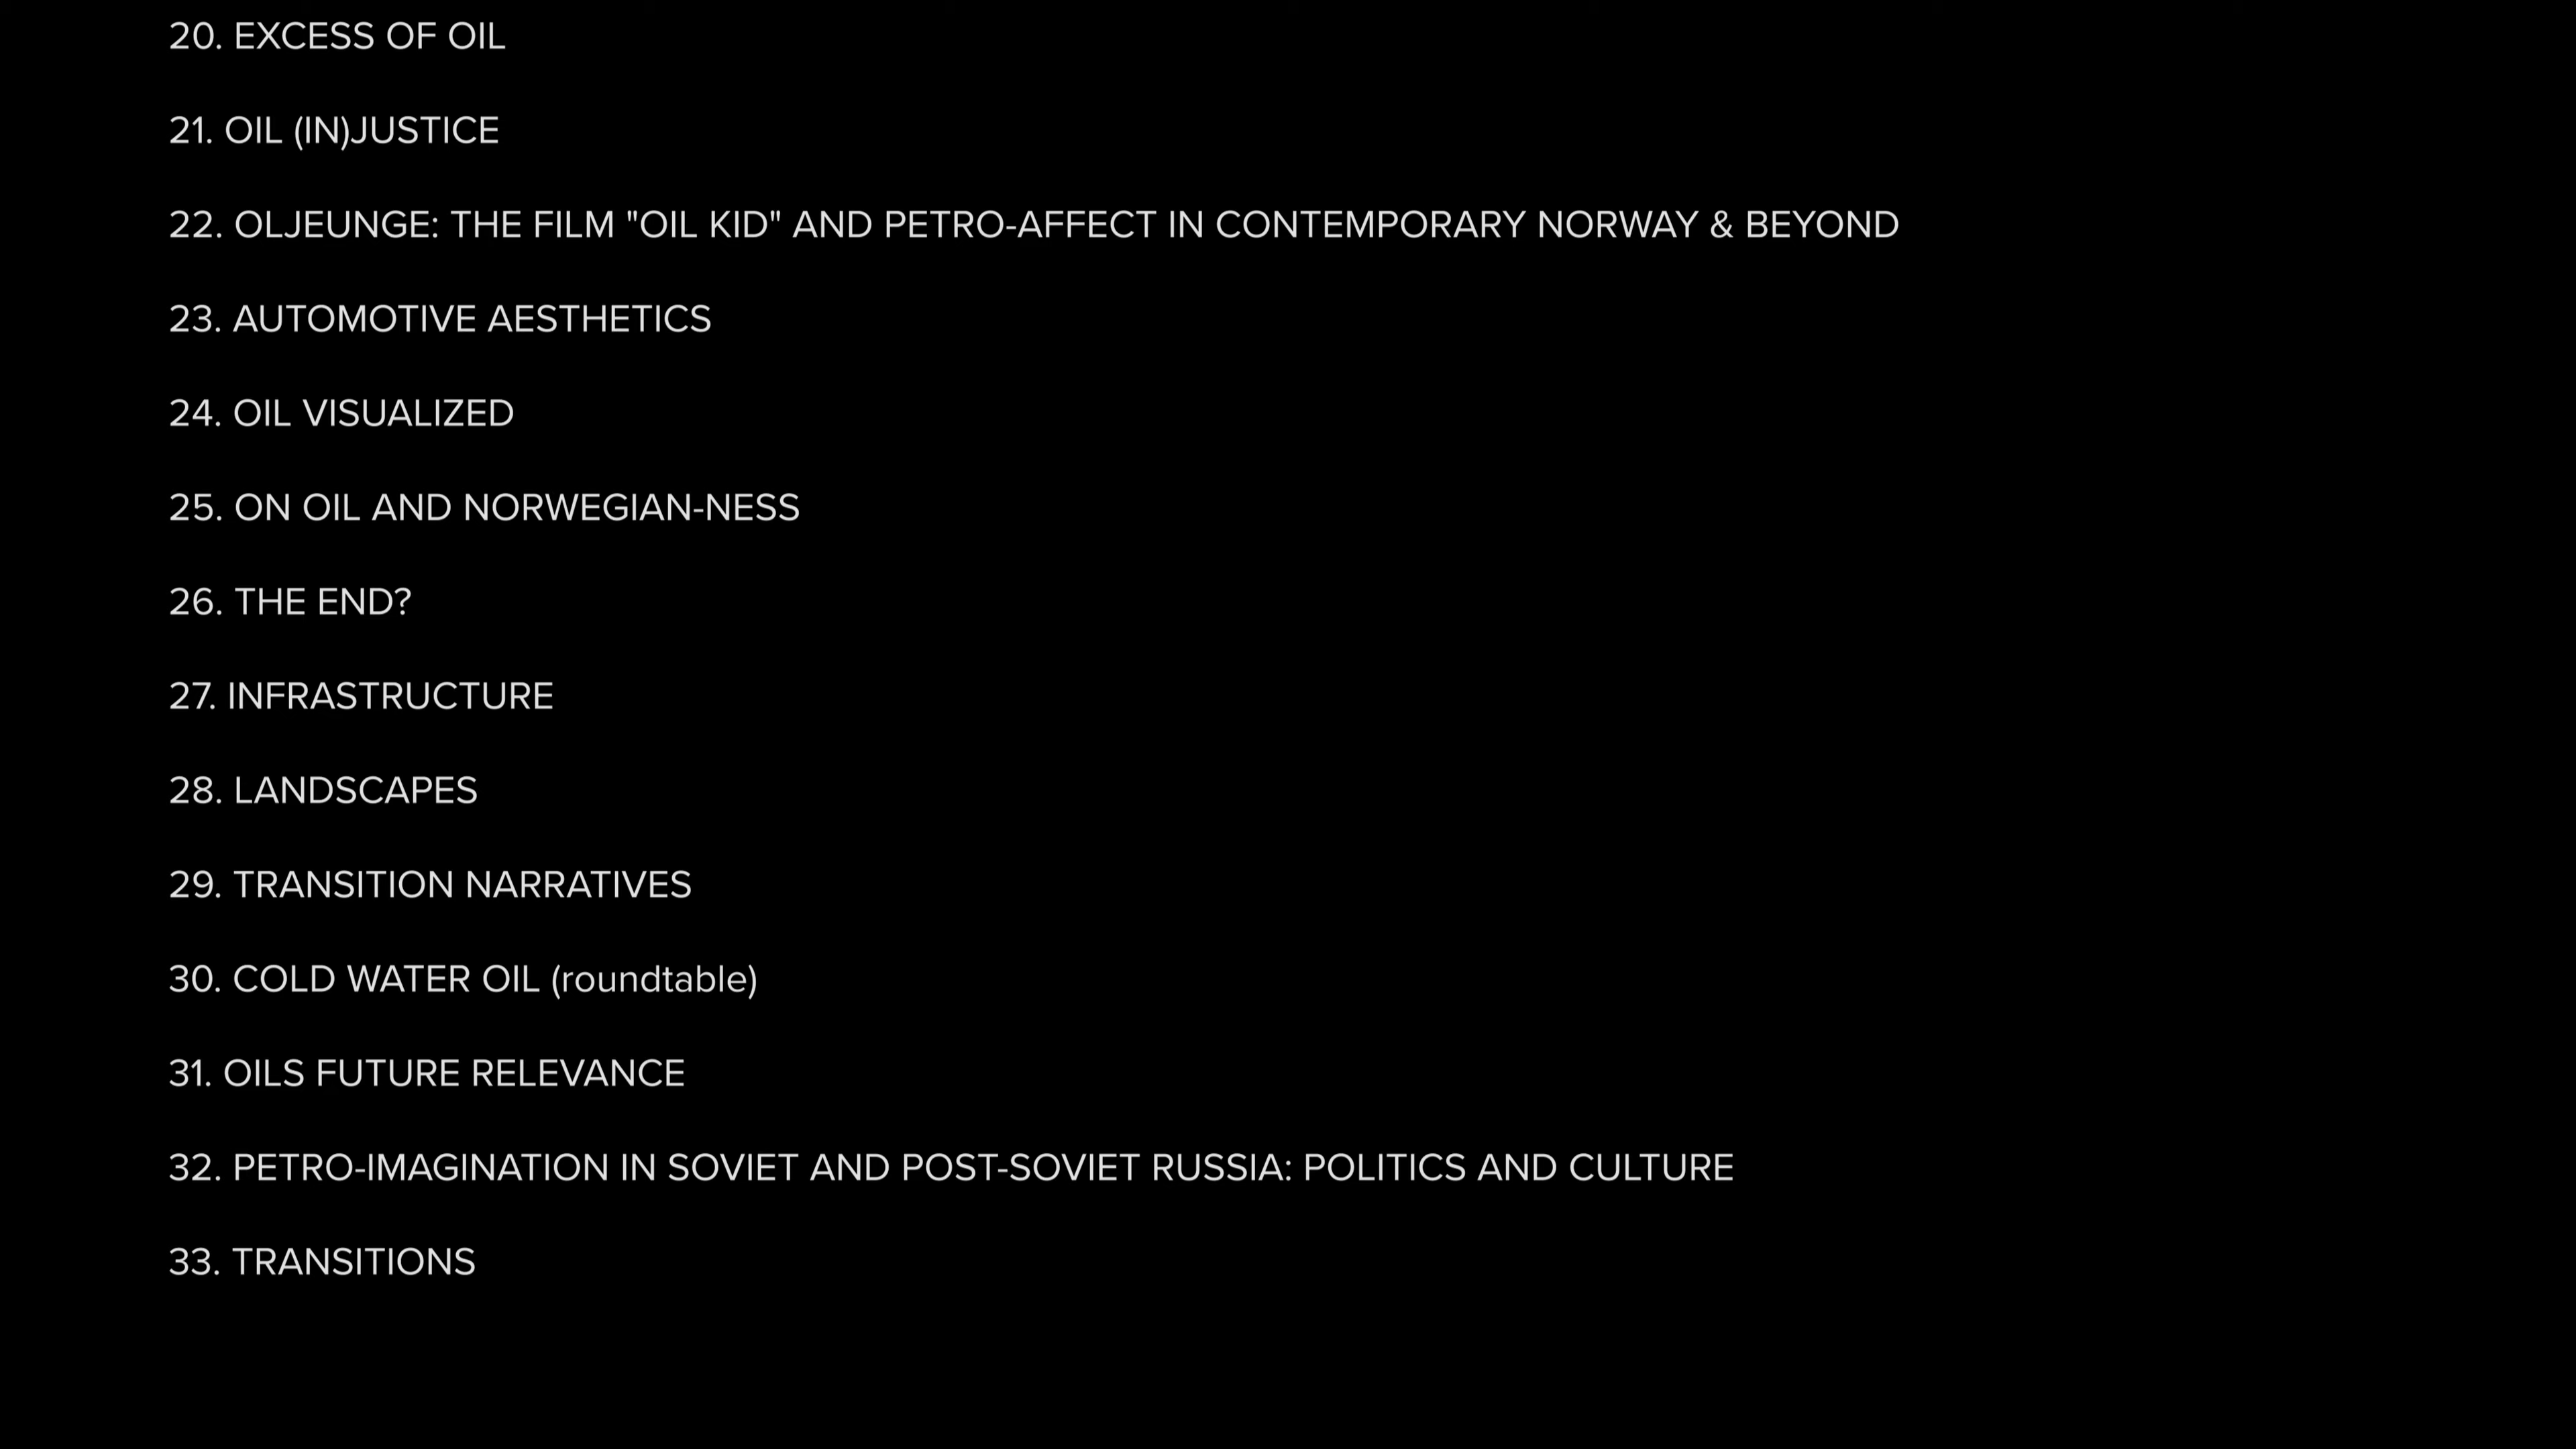 20. EXCESS OF OIL
21. OIL (IN)JUSTICE
22. OLJEUNGE: THE FILM "OIL KID" AND PETRO-AFFECT IN CONTEMPORARY NORWAY & BEYOND
23. AUTOMOTIVE AESTHETICS
24. OIL VISUALIZED
25. ON OIL AND NORWEGIAN-NESS
26. THE END?
27. INFRASTRUCTURE
28. LANDSCAPES
29. TRANSITION NARRATIVES
30. COLD WATER OIL (roundtable)
31. OILS FUTURE RELEVANCE
32. PETRO-IMAGINATION IN SOVIET AND POST-SOVIET RUSSIA: POLITICS AND CULTURE
33. TRANSITIONS